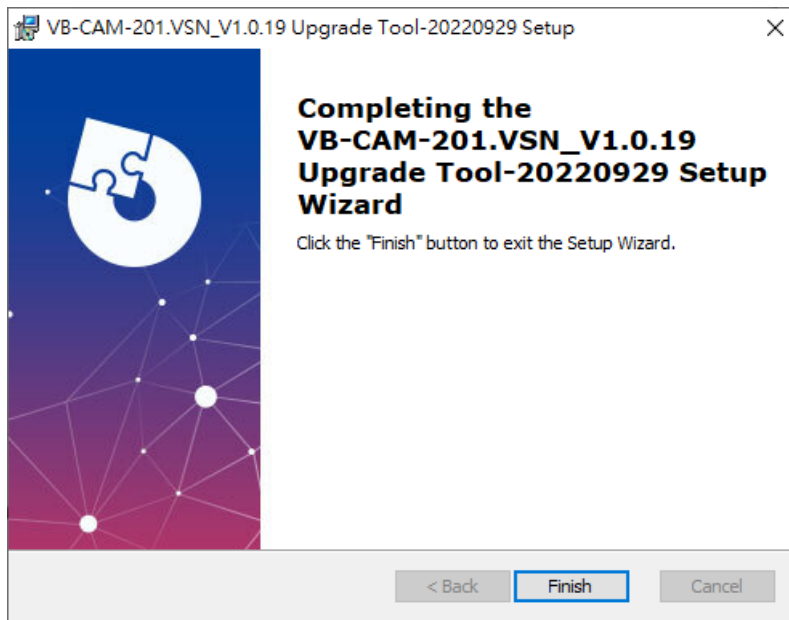 VB-CAM-201.VSN_V1.0.19 Upgrade Tool-20220929 Setup
Completing the
VB-CAM-201.VSN_V1.0.19
Upgrade Tool-20220929 Setup
Wizard
Click the "Finish" button to exit the Setup Wizard.
< Back
Finish
Cancel